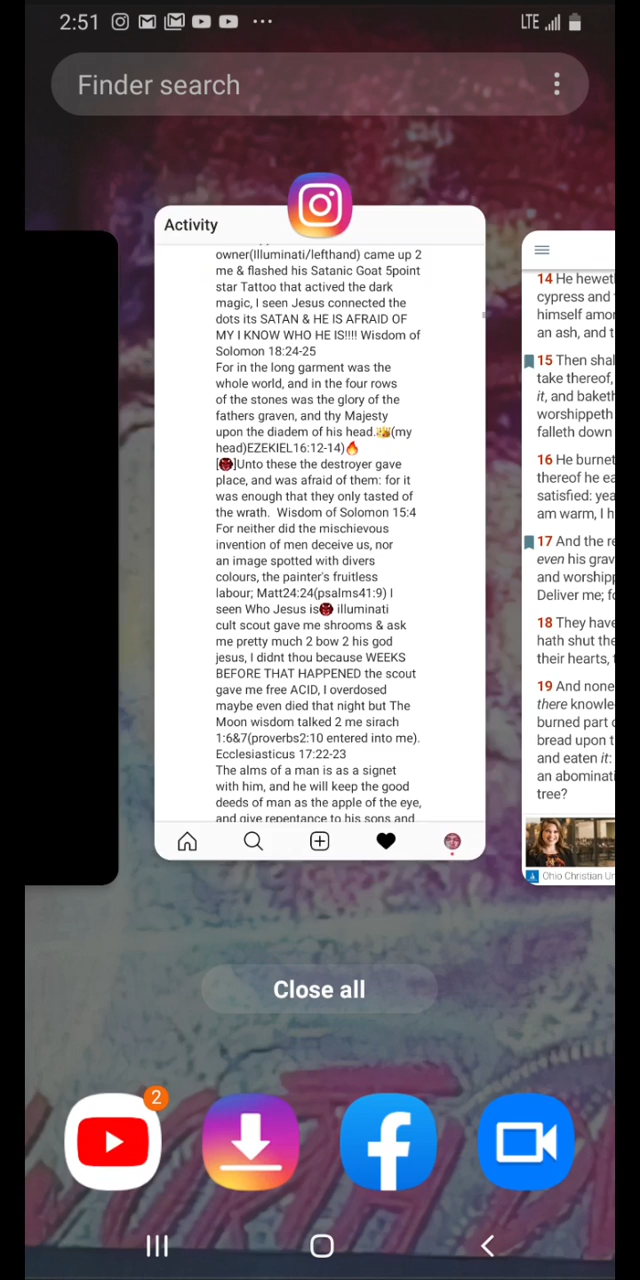 2:51
LTE
Finder search
Activity
owner(Illuminati/lefthand) came up 2
me & flashed his Satanic Goat 5point
star Tattoo that actived the dark
magic, I seen Jesus connected the
dots its SATAN & HE IS AFRAID OF
MY I KNOW WHO HE IS!!!! Wisdom of
Solomon 18:24-25
For in the long garment was the
whole world, and in the four rows
of the stones was the glory of the
fathers graven, and thy Majesty
upon the diadem of his head.👑(my
head)EZEKIEL16:12-14)🔥
[👹]Unto these the destroyer gave
place, and was afraid of them: for it
was enough that they only tasted of
the wrath. Wisdom of Solomon 15:4
For neither did the mischievous
invention of men deceive us, nor
an image spotted with divers
colours, the painter's fruitless
labour; Matt24:24(psalms41:9) I
seen Who Jesus is👹 illuminati
cult scout gave me shrooms & ask
me pretty much 2 bow 2 his god
jesus, I didnt thou because WEEKS
BEFORE THAT HAPPENED the scout
gave me free ACID, I overdosed
maybe even died that night but The
Moon wisdom talked 2 me sirach
1:6&7(proverbs2:10 entered into me).
Ecclesiasticus 17:22-23
The alms of a man is as a signet
with him, and he will keep the good
deeds of man as the apple of the eye,
and give repentance to his sons and
14 He hewet
cypress and
himself amo
an ash, and t
15 Then shal
take thereof,
it, and baket
worshippeth
falleth down
16 He burnet
thereof he ea
satisfied: yea
am warm, I h
17 And the re
even his grav
and worship
Deliver me; fo
18 They have
hath shut the
their hearts,
19 And none
there knowle
burned part o
bread upon t
and eaten it:
an abominati
tree?
Ohio Christian Un
Close all
2